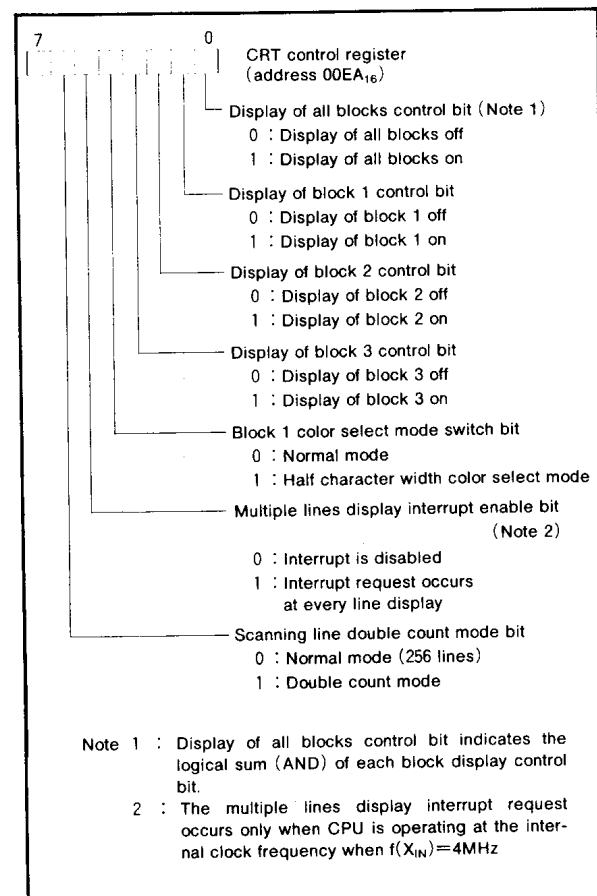 7 0
CRT control register
(address 00EA₁₆)
Display of all blocks control bit (Note 1)
0 : Display of all blocks off
1 : Display of all blocks on
Display of block 1 control bit
0 : Display of block 1 off
1 : Display of block 1 on
Display of block 2 control bit
0 : Display of block 2 off
1 : Display of block 2 on
Display of block 3 control bit
0 : Display of block 3 off
1 : Display of block 3 on
Block 1 color select mode switch bit
0 : Normal mode
1 : Half character width color select mode
Multiple lines display interrupt enable bit
(Note 2)
0 : Interrupt is disabled
1 : Interrupt request occurs
at every line display
Scanning line double count mode bit
0 : Normal mode (256 lines)
1 : Double count mode
Note 1 : Display of all blocks control bit indicates the
logical sum (AND) of each block display control
bit.
2 : The multiple lines display interrupt request
occurs only when CPU is operating at the inter-
nal clock frequency when f(X_IN)=4MHz